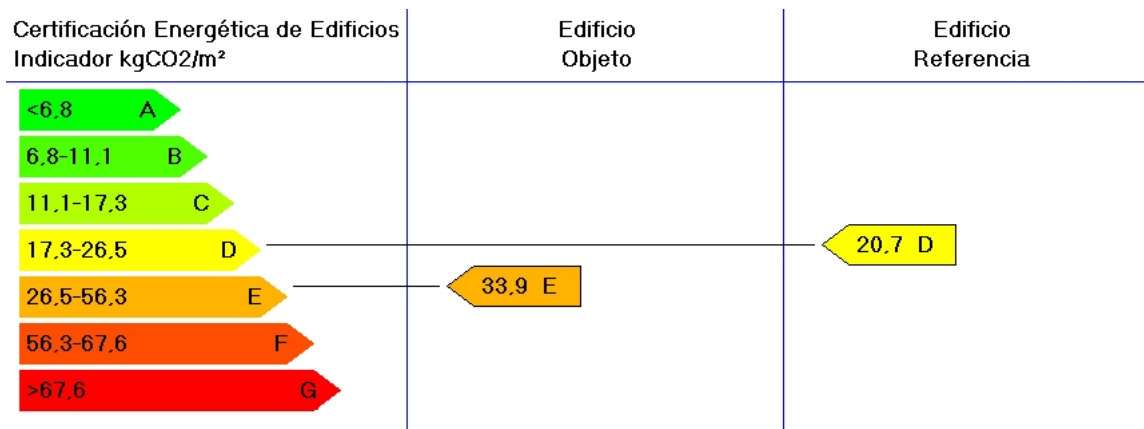 Certificación Energética de Edificios
Indicador kgCO2/m²
Edificio
Objeto
Edificio
Referencia
<6,8 A
6,8-11,1 B
11,1-17,3 C
17,3-26,5 D
20,7 D
26,5-56,3 E
33,9 E
56,3-67,6 F
>67,6 G